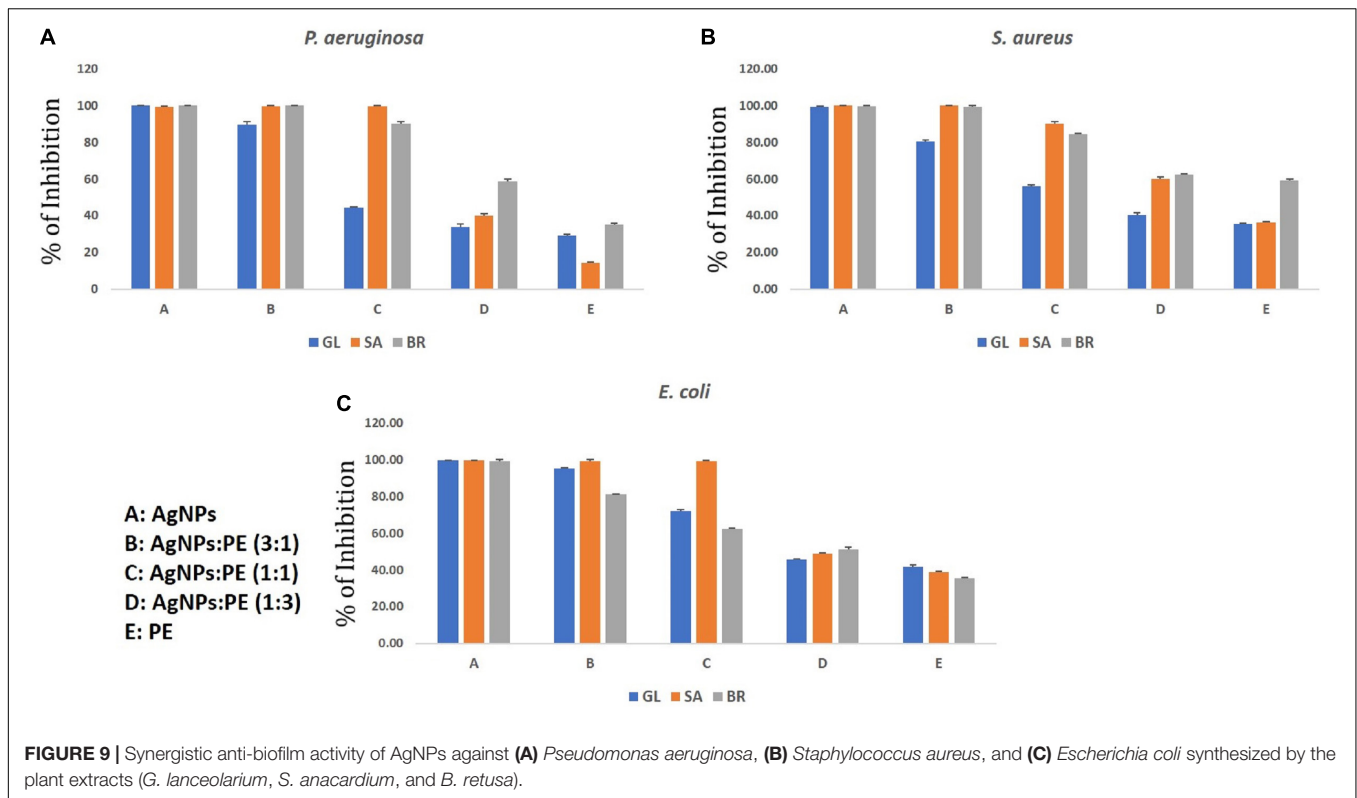 A
P. aeruginosa
120
100
80
60
40
20
0
% of Inhibition
A B C D E
GL SA BR
B
S. aureus
120.00
100.00
80.00
60.00
40.00
20.00
0.00
% of Inhibition
A B C D E
GL SA BR
C
E. coli
120.00
100.00
80.00
60.00
40.00
20.00
0.00
% of Inhibition
A B C D E
GL SA BR
A: AgNPs
B: AgNPs:PE (3:1)
C: AgNPs:PE (1:1)
D: AgNPs:PE (1:3)
E: PE
FIGURE 9 | Synergistic anti-biofilm activity of AgNPs against (A) Pseudomonas aeruginosa, (B) Staphylococcus aureus, and (C) Escherichia coli synthesized by the
plant extracts (G. lanceolarium, S. anacardium, and B. retusa).